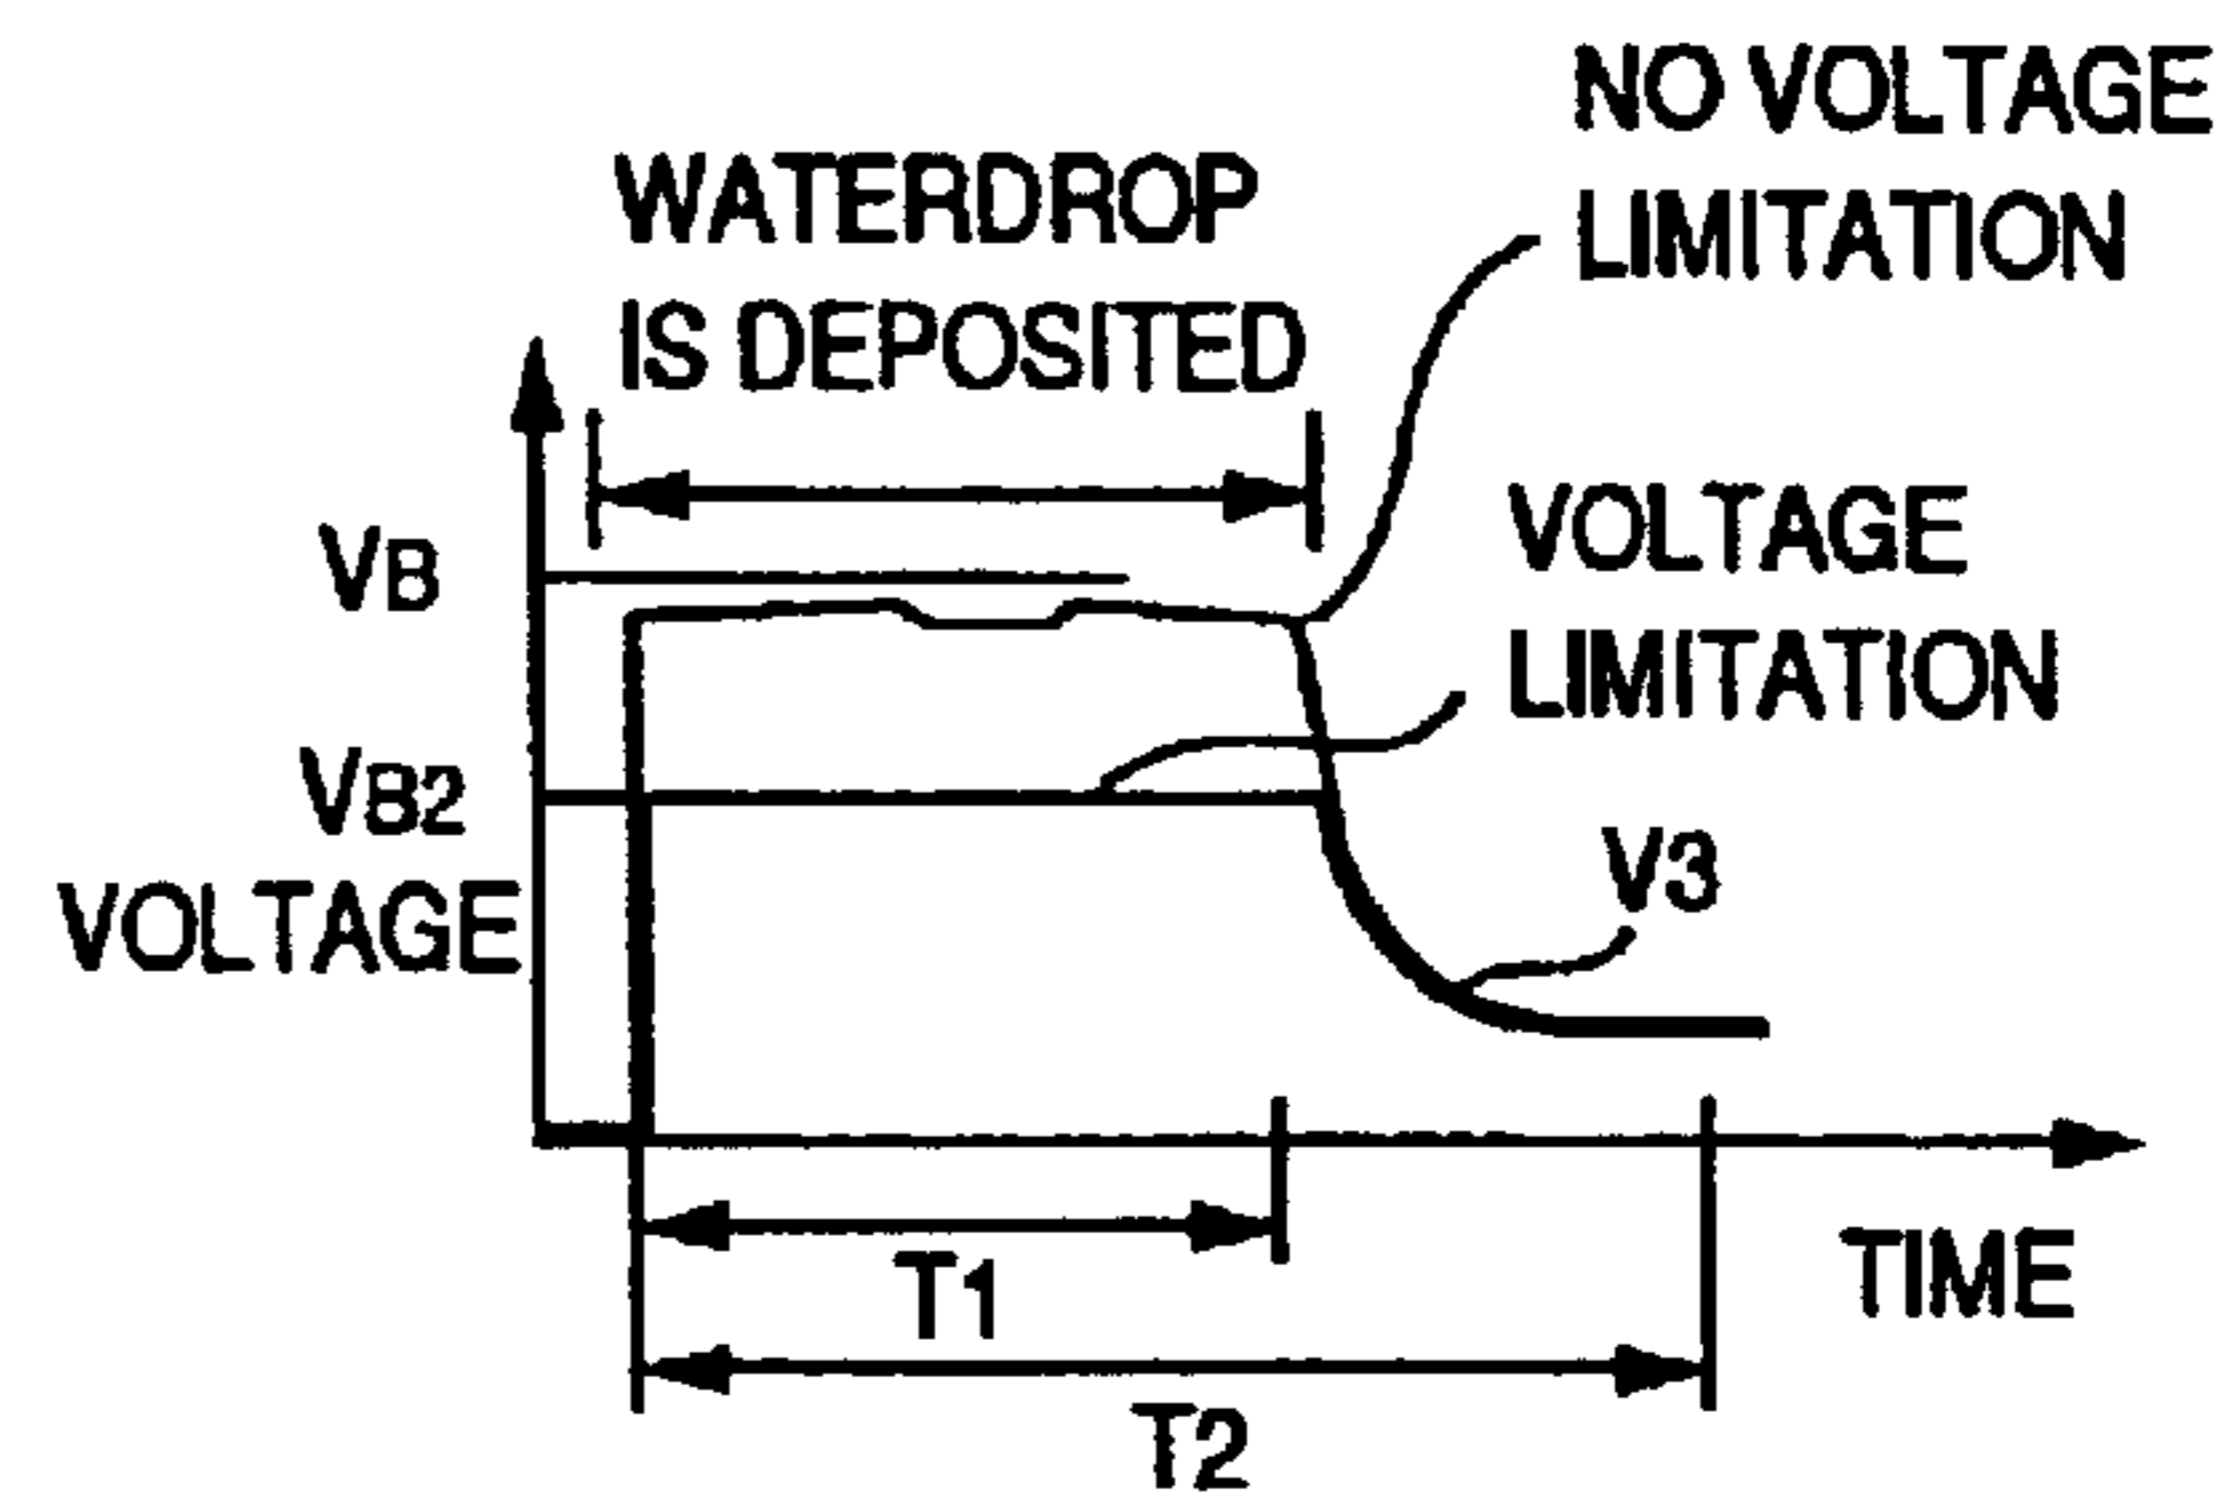 NO VOLTAGE
LIMITATION
WATERDROP
IS DEPOSITED
VOLTAGE
LIMITATION
VB
VB2
VOLTAGE
V3
T1
TIME
T2